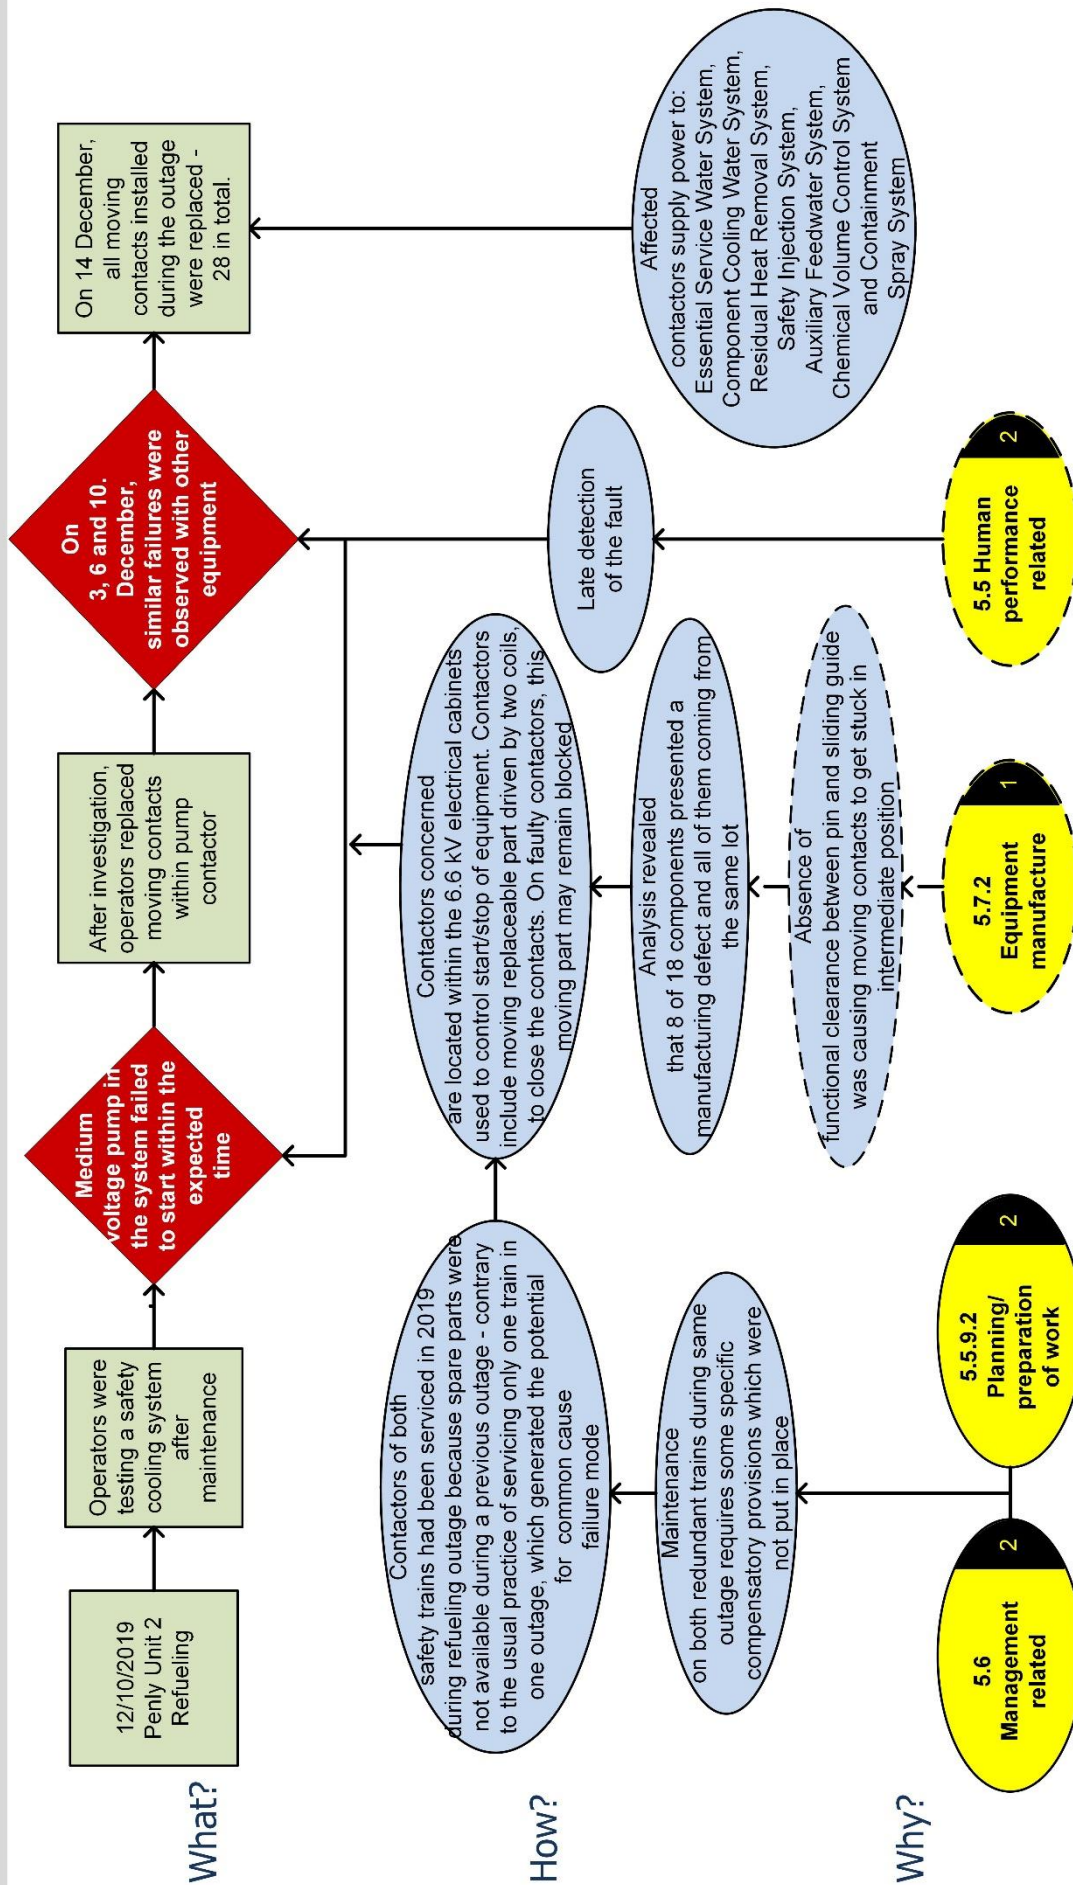 What?
12/10/2019
Penly Unit 2
Refueling
Operators were
testing a safety
cooling system
after
maintenance
Medium
voltage pump in
the system failed
to start within the
expected
time
After investigation,
operators replaced
moving contacts
within pump
contactor
On
3, 6 and 10.
December,
similar failures were
observed with other
equipment
On 14 December,
all moving
contacts installed
during the outage
were replaced -
28 in total.
How?
Contactors of both
safety trains had been serviced in 2019
during refueling outage because spare parts were
not available during a previous outage - contrary
to the usual practice of servicing only one train in
one outage, which generated the potential
for common cause
failure mode
Maintenance
on both redundant trains during same
outage requires some specific
compensatory provisions which were
not put in place
Contactors concerned
are located within the 6.6 kV electrical cabinets
used to control start/stop of equipment. Contactors
include moving replaceable part driven by two coils,
to close the contacts. On faulty contactors, this
moving part may remain blocked
Analysis revealed
that 8 of 18 components presented a
manufacturing defect and all of them coming from
the same lot
Absence of
functional clearance between pin and sliding guide
was causing moving contacts to get stuck in
intermediate position
Late detection
of the fault
Affected
contactors supply power to:
Essential Service Water System,
Component Cooling Water System,
Residual Heat Removal System,
Safety Injection System,
Auxiliary Feedwater System,
Chemical Volume Control System
and Containment
Spray System
Why?
5.6
Management
related
2
5.5.9.2
Planning/
preparation
of work
2
5.7.2
Equipment
manufacture
1
5.5 Human
performance
related
2